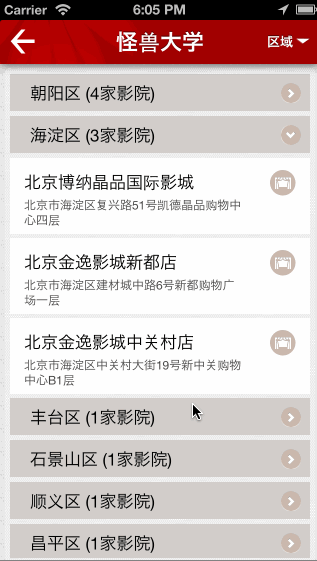 Carrier 6:05 PM
怪兽大学 区域
朝阳区 (4家影院)
海淀区 (3家影院)
北京博纳晶品国际影城
北京市海淀区复兴路51号凯德晶品购物中
心四层
北京金逸影城新都店
北京市海淀区建材城中路6号新都购物广
场一层
北京金逸影城中关村店
北京市海淀区中关村大街19号新中关购物
中心B1层
丰台区 (1家影院)
石景山区 (1家影院)
顺义区 (1家影院)
昌平区 (1家影院)